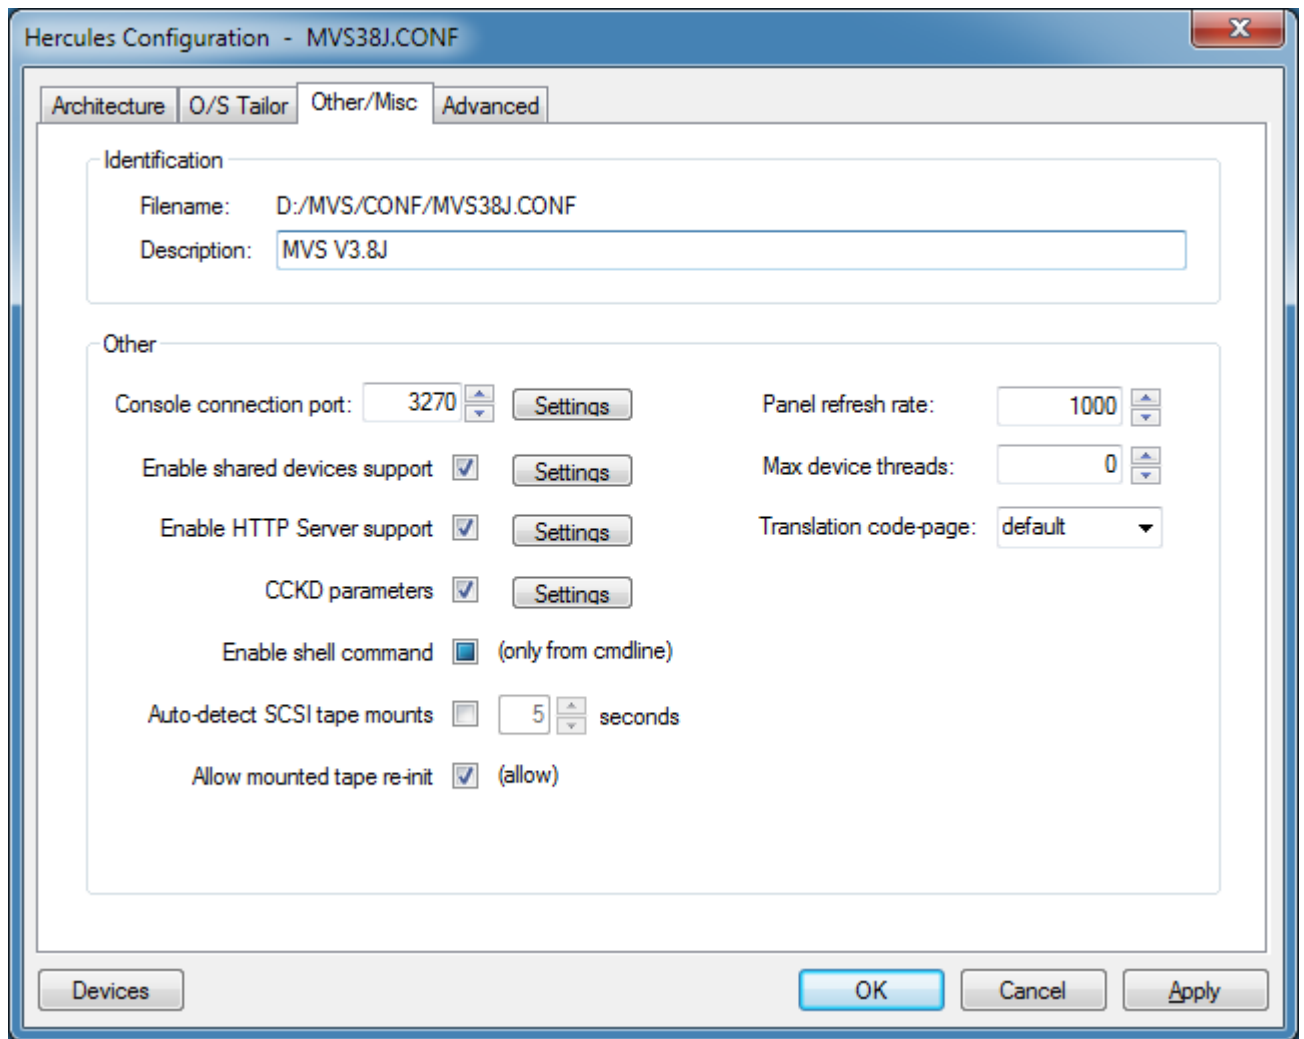 Hercules Configuration - MVS38J.CONF
Architecture O/S Tailor Other/Misc Advanced
Identification
Filename: D:/MVS/CONF/MVS38J.CONF
Description: MVS V3.8J
Other
Console connection port: 3270 Settings Panel refresh rate: 1000
Enable shared devices support Settings Max device threads: 0
Enable HTTP Server support Settings Translation code-page: default
CCKD parameters Settings
Enable shell command (only from cmdline)
Auto-detect SCSI tape mounts 5 seconds
Allow mounted tape re-init (allow)
Devices OK Cancel Apply